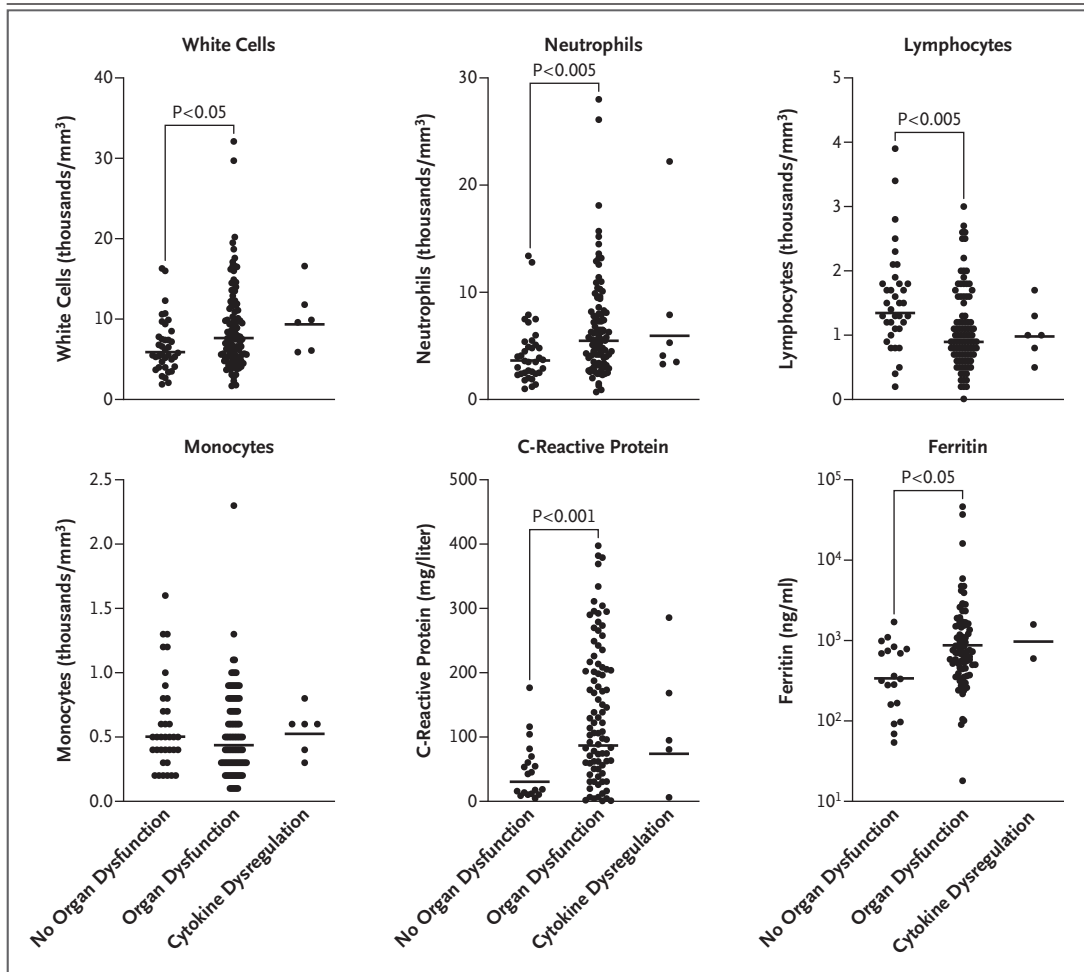 White Cells
White Cells (thousands/mm³)
40
30
20
10
0
P<0.05
Neutrophils
Neutrophils (thousands/mm³)
30
20
10
0
P<0.005
Lymphocytes
Lymphocytes (thousands/mm³)
5
4
3
2
1
0
P<0.005
Monocytes
Monocytes (thousands/mm³)
2.5
2.0
1.5
1.0
0.5
0.0
No Organ Dysfunction
Organ Dysfunction
Cytokine Dysregulation
C-Reactive Protein
C-Reactive Protein (mg/liter)
500
400
300
200
100
0
P<0.001
No Organ Dysfunction
Organ Dysfunction
Cytokine Dysregulation
Ferritin
Ferritin (ng/ml)
10⁵
10⁴
10³
10²
10¹
P<0.05
No Organ Dysfunction
Organ Dysfunction
Cytokine Dysregulation